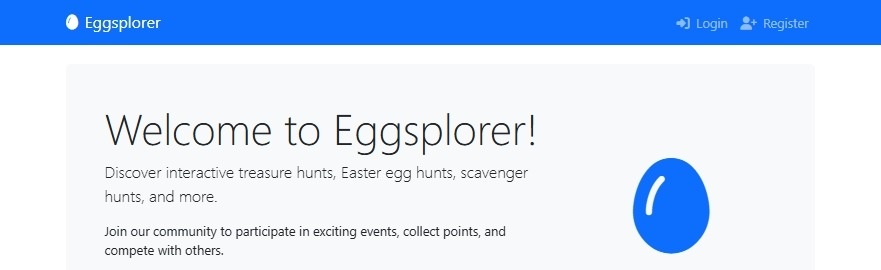 Eggsplorer
Login
Register
Welcome to Eggsplorer!
Discover interactive treasure hunts, Easter egg hunts, scavenger
hunts, and more.
Join our community to participate in exciting events, collect points, and
compete with others.